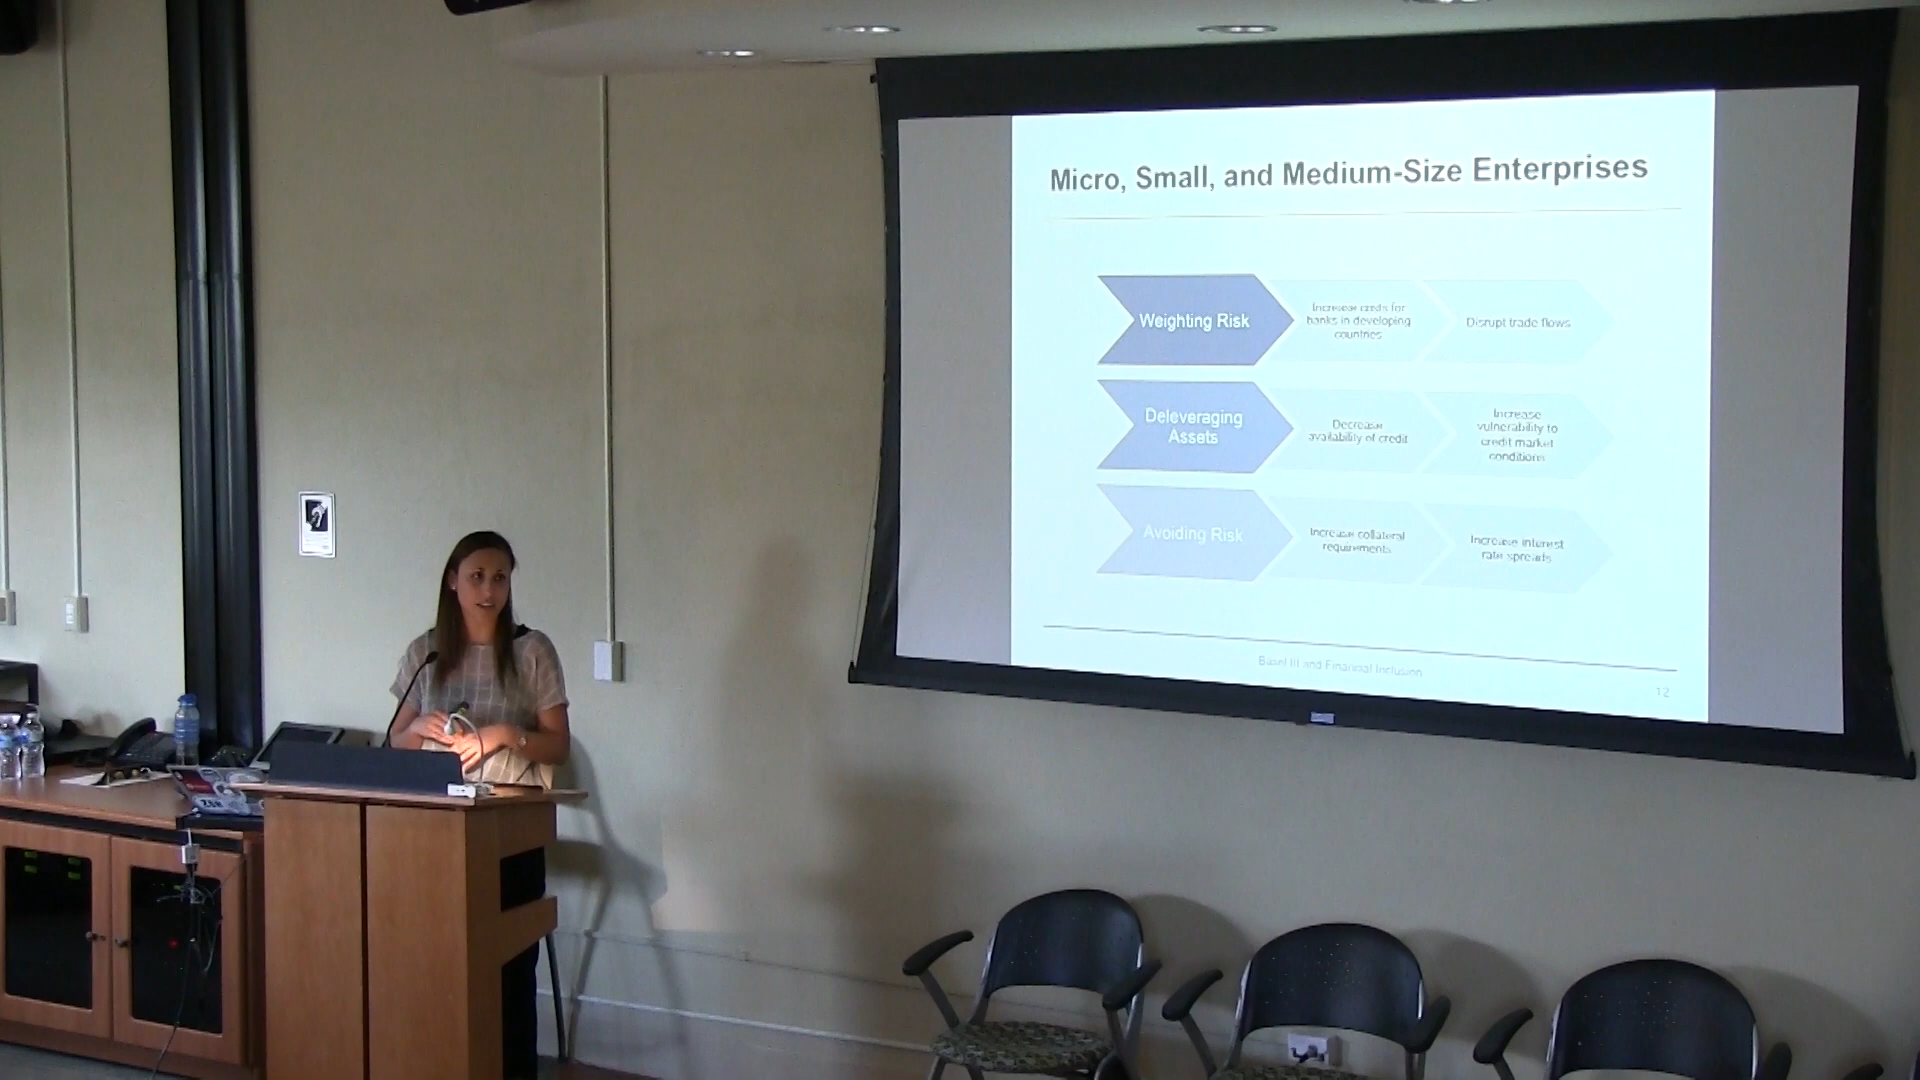 Micro, Small, and Medium-Size Enterprises
Weighting Risk
Increase costs for
banks in developing
countries
Disrupt trade flows
Deleveraging
Assets
Decrease
availability of credit
Increase
vulnerability to
credit market
conditions
Avoiding Risk
Increase collateral
requirements
Increase interest
rate spreads
Basel III and Financial Inclusion
12